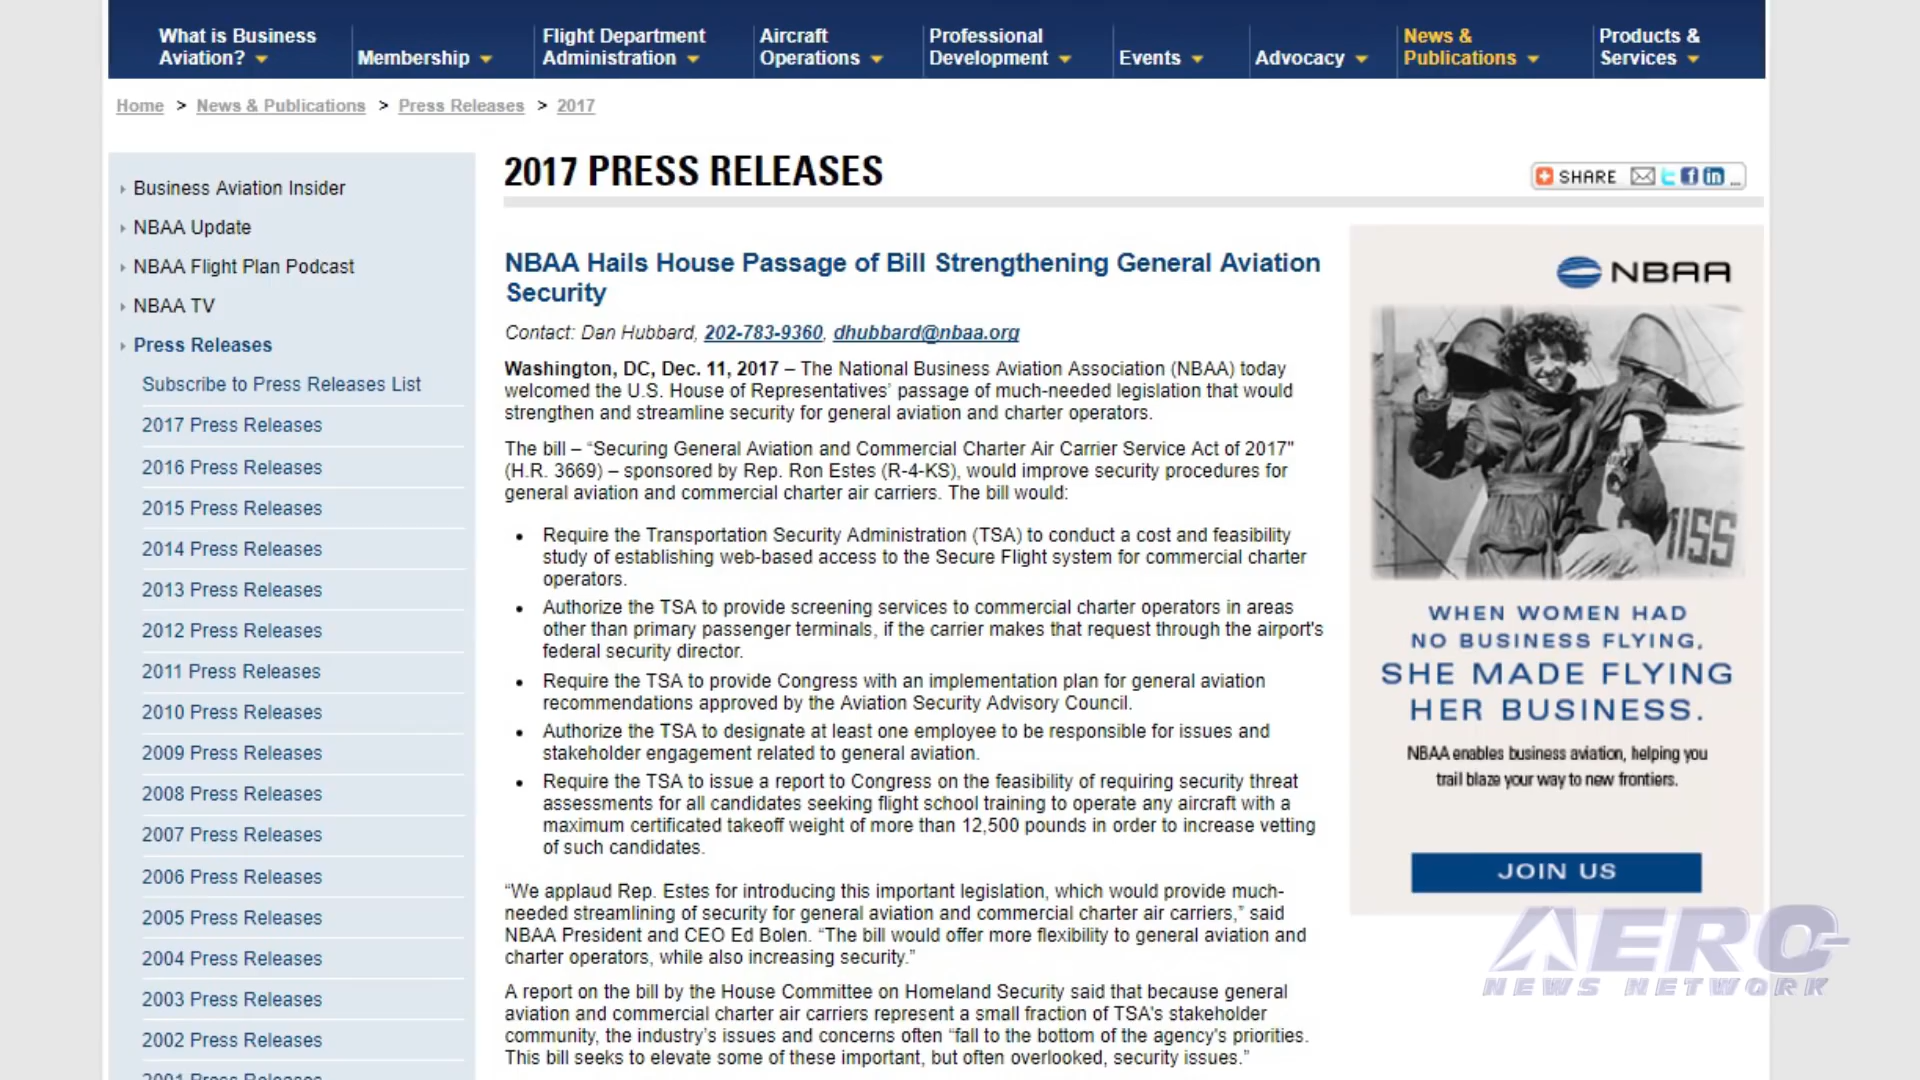 What is Business
Aviation?
Membership
Flight Department
Administration
Aircraft
Operations
Professional
Development
Events
Advocacy
News &
Publications
Products &
Services
Home > News & Publications > Press Releases > 2017
Business Aviation Insider
NBAA Update
NBAA Flight Plan Podcast
NBAA TV
Press Releases
Subscribe to Press Releases List
2017 Press Releases
2016 Press Releases
2015 Press Releases
2014 Press Releases
2013 Press Releases
2012 Press Releases
2011 Press Releases
2010 Press Releases
2009 Press Releases
2008 Press Releases
2007 Press Releases
2006 Press Releases
2005 Press Releases
2004 Press Releases
2003 Press Releases
2002 Press Releases
2001 Press Releases
2017 PRESS RELEASES
SHARE
NBAA Hails House Passage of Bill Strengthening General Aviation
Security
Contact: Dan Hubbard, 202-783-9360, dhubbard@nbaa.org
Washington, DC, Dec. 11, 2017 – The National Business Aviation Association (NBAA) today
welcomed the U.S. House of Representatives’ passage of much-needed legislation that would
strengthen and streamline security for general aviation and charter operators.
The bill – “Securing General Aviation and Commercial Charter Air Carrier Service Act of 2017"
(H.R. 3669) – sponsored by Rep. Ron Estes (R-4-KS), would improve security procedures for
general aviation and commercial charter air carriers. The bill would:
• Require the Transportation Security Administration (TSA) to conduct a cost and feasibility
study of establishing web-based access to the Secure Flight system for commercial charter
operators.
• Authorize the TSA to provide screening services to commercial charter operators in areas
other than primary passenger terminals, if the carrier makes that request through the airport's
federal security director.
• Require the TSA to provide Congress with an implementation plan for general aviation
recommendations approved by the Aviation Security Advisory Council.
• Authorize the TSA to designate at least one employee to be responsible for issues and
stakeholder engagement related to general aviation.
• Require the TSA to issue a report to Congress on the feasibility of requiring security threat
assessments for all candidates seeking flight school training to operate any aircraft with a
maximum certificated takeoff weight of more than 12,500 pounds in order to increase vetting
of such candidates.
“We applaud Rep. Estes for introducing this important legislation, which would provide much-
needed streamlining of security for general aviation and commercial charter air carriers,” said
NBAA President and CEO Ed Bolen. “The bill would offer more flexibility to general aviation and
charter operators, while also increasing security.”
A report on the bill by the House Committee on Homeland Security said that because general
aviation and commercial charter air carriers represent a small fraction of TSA's stakeholder
community, the industry’s issues and concerns often “fall to the bottom of the agency's priorities.
This bill seeks to elevate some of these important, but often overlooked, security issues.”
NBAA
MISS
WHEN WOMEN HAD
NO BUSINESS FLYING,
SHE MADE FLYING
HER BUSINESS.
NBAA enables business aviation, helping you
trail blaze your way to new frontiers.
JOIN US
AERO-
NEWS NETWORK